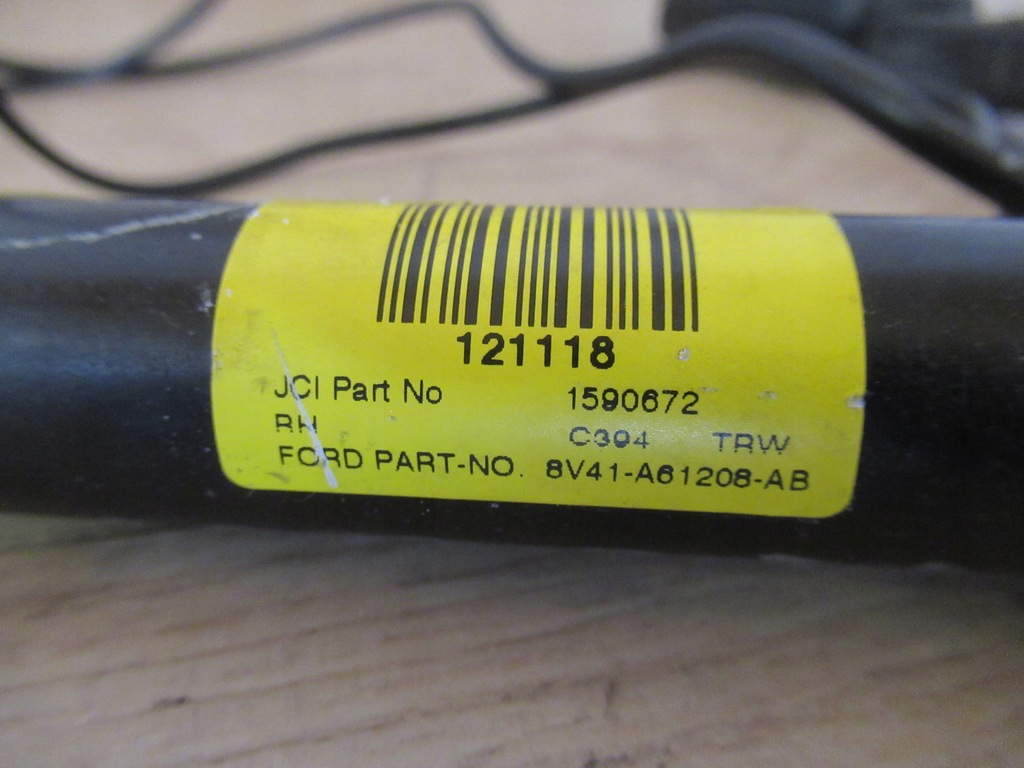 121118
JCI Part No 1590672
RH C394 TRW
FORD PART-NO. 8V41-A61208-AB